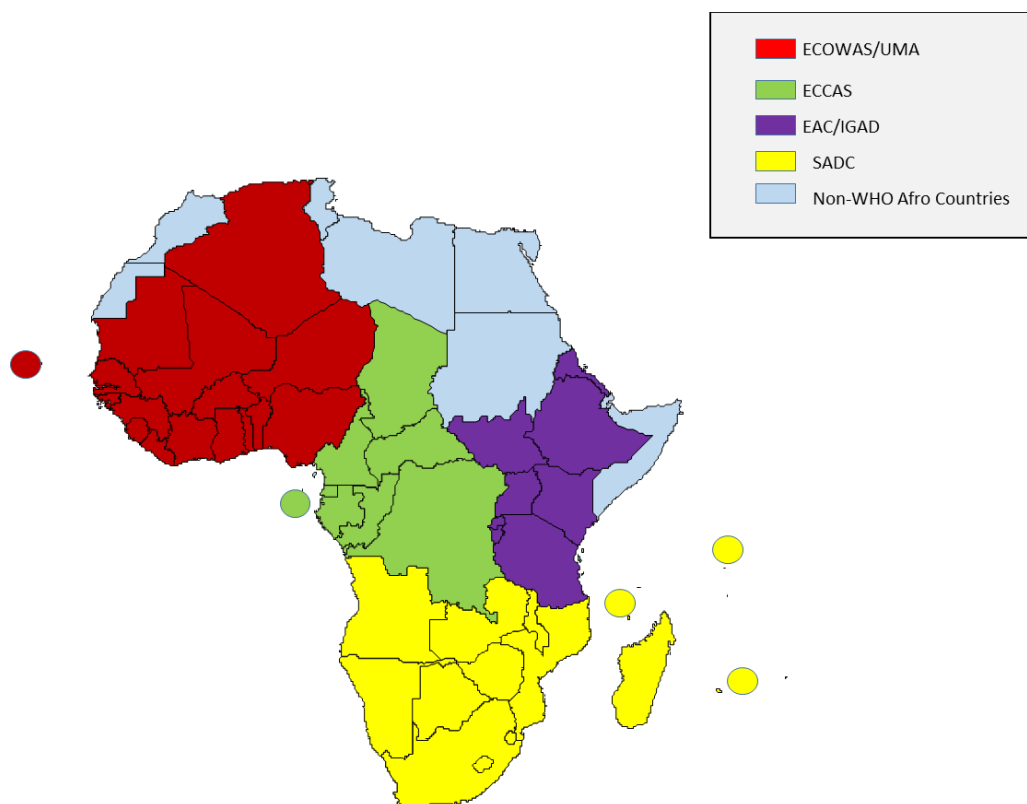 ECOWAS/UMA
ECCAS
EAC/IGAD
SADC
Non-WHO Afro Countries